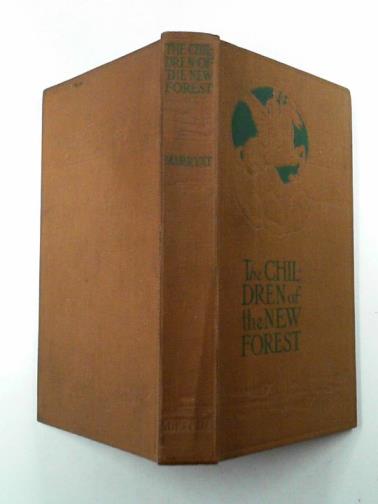 THE CHIL-
DREN OF
THE NEW
FOREST
MARRYAT
The CHIL-
DREN of
the NEW
FOREST